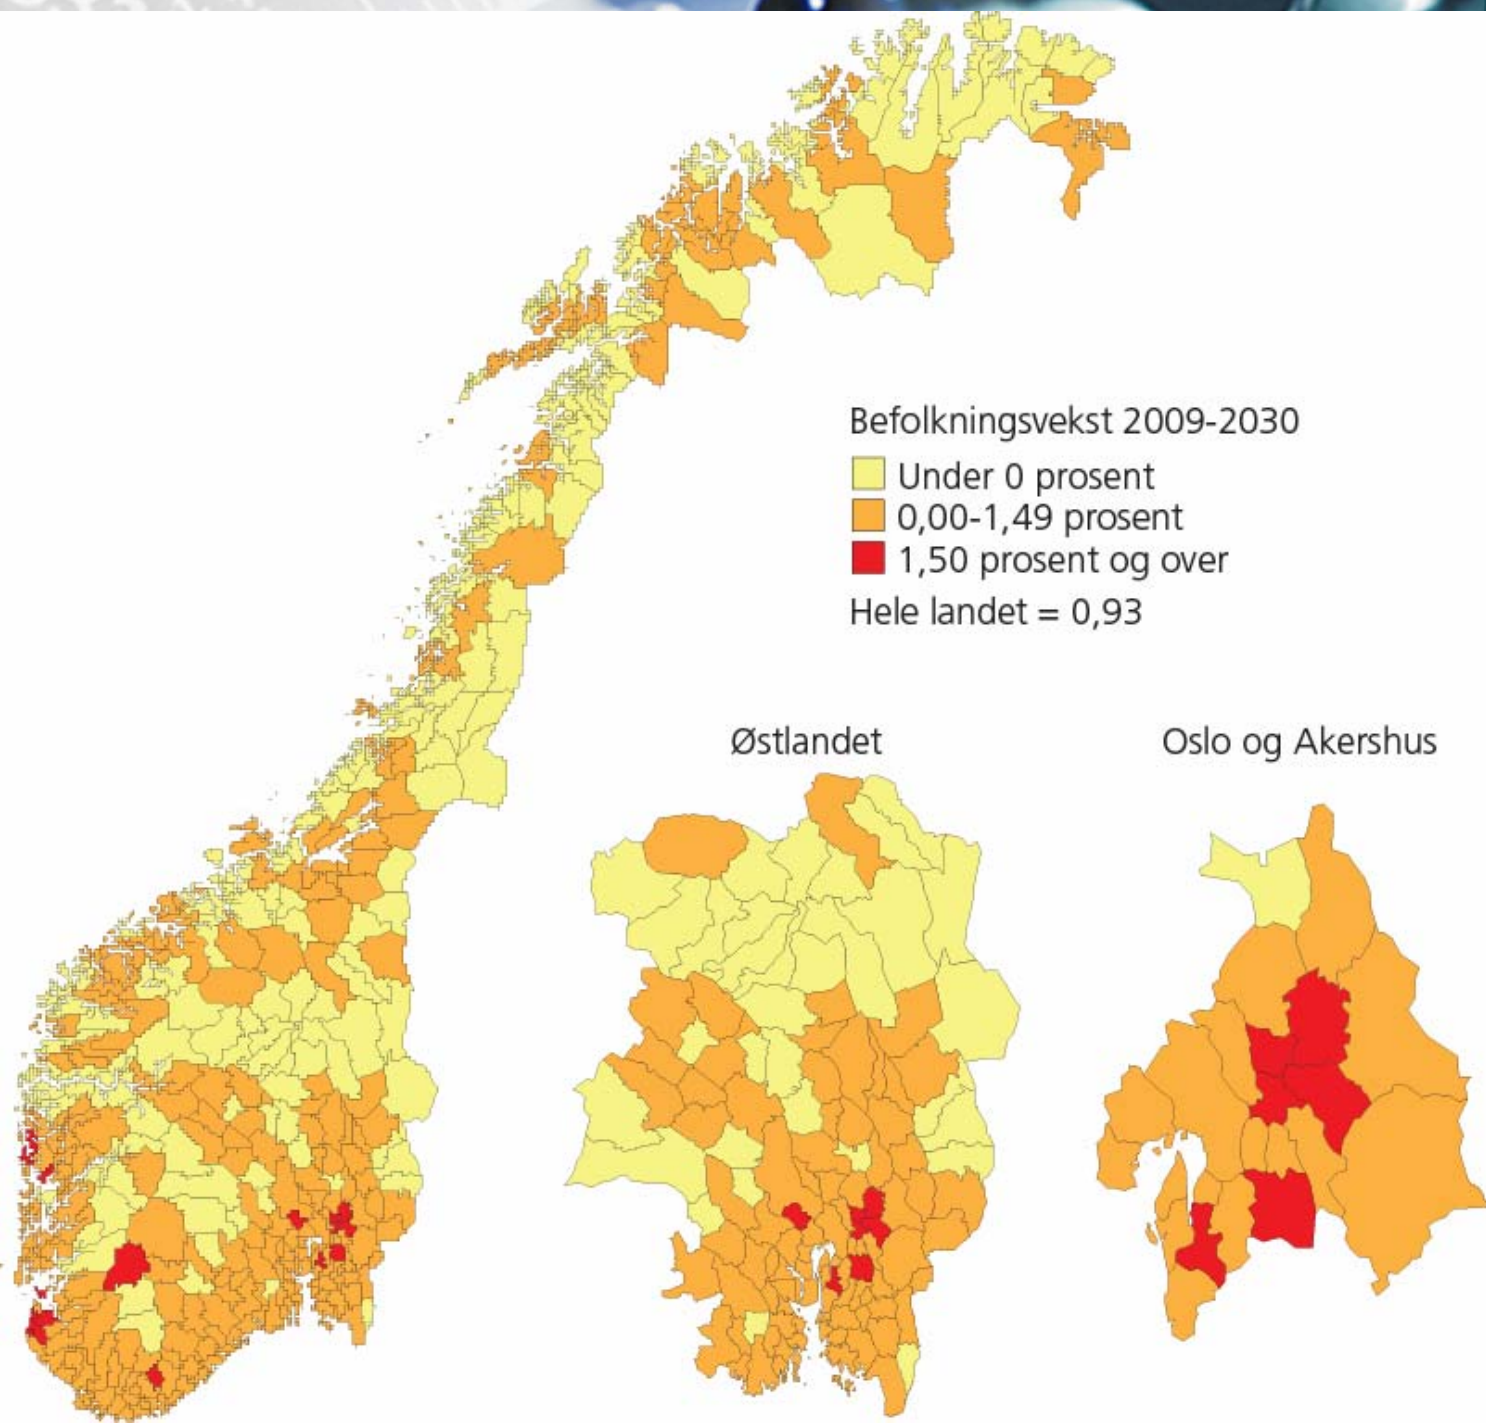 Befolkningsvekst 2009-2030
Under 0 prosent
0,00-1,49 prosent
1,50 prosent og over
Hele landet = 0,93
Østlandet
Oslo og Akershus